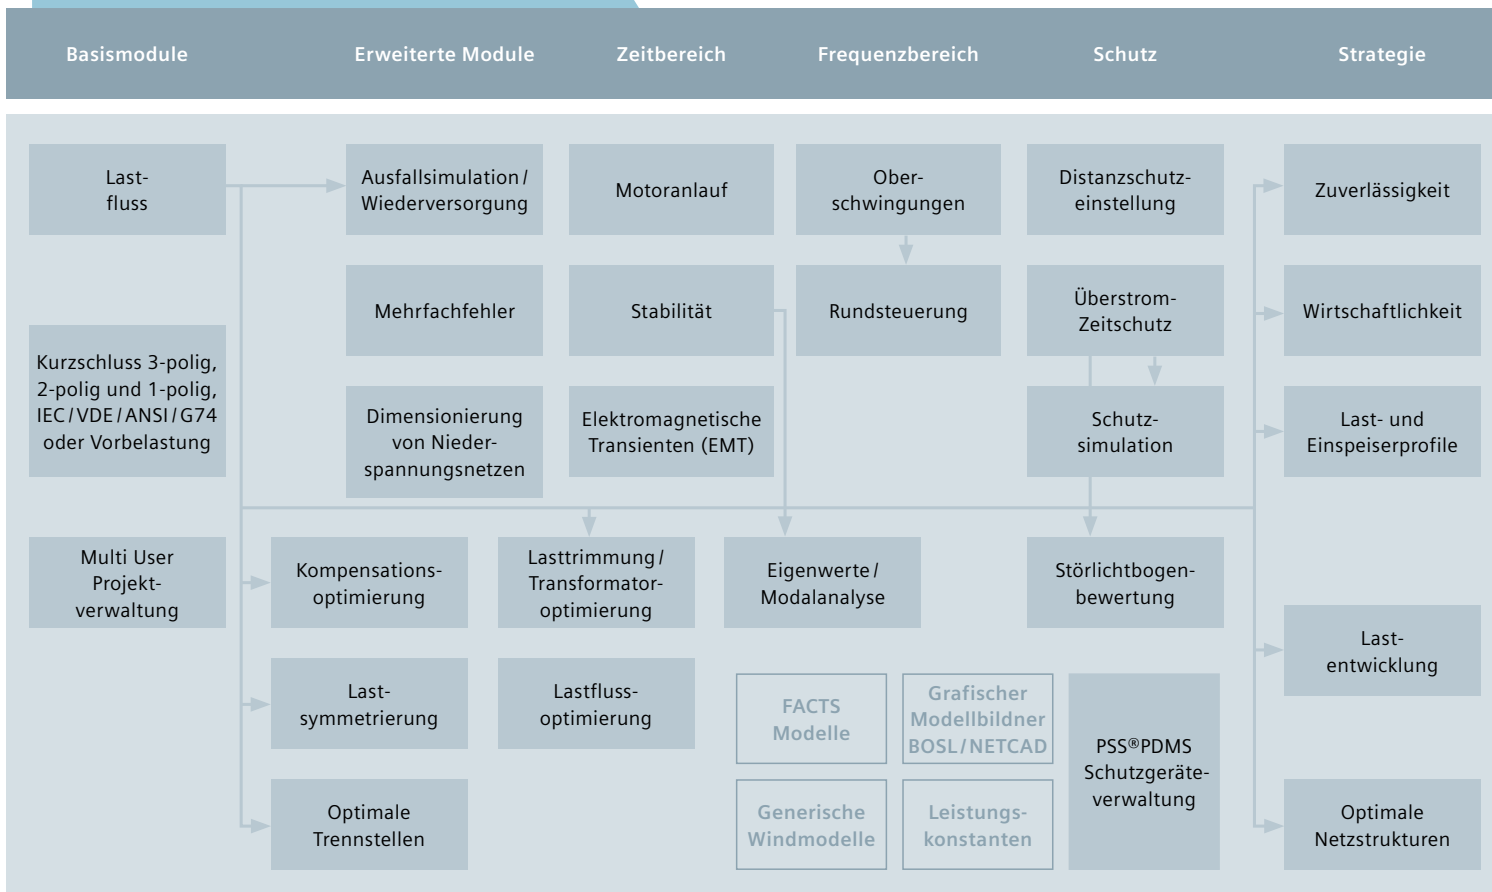 Basismodule
Erweiterte Module
Zeitbereich
Frequenzbereich
Schutz
Strategie
Last-
fluss
Ausfallsimulation /
Wiederversorgung
Motoranlauf
Ober-
schwingungen
Distanzschutz-
einstellung
Zuverlässigkeit
Mehrfachfehler
Stabilität
Rundsteuerung
Überstrom-
Zeitschutz
Wirtschaftlichkeit
Kurzschluss 3-polig,
2-polig und 1-polig,
IEC / VDE / ANSI / G74
oder Vorbelastung
Dimensionierung
von Nieder-
spannungsnetzen
Elektromagnetische
Transienten (EMT)
Schutz-
simulation
Last- und
Einspeiserprofile
Multi User
Projekt-
verwaltung
Kompensations-
optimierung
Lasttrimmung /
Transformator-
optimierung
Eigenwerte /
Modalanalyse
Störlichtbogen-
bewertung
Last-
entwicklung
Last-
symmetrierung
Lastfluss-
optimierung
FACTS
Modelle
Grafischer
Modellbildner
BOSL / NETCAD
PSS®PDMS
Schutzgeräte-
verwaltung
Optimale
Trennstellen
Generische
Windmodelle
Leistungs-
konstanten
Optimale
Netzstrukturen